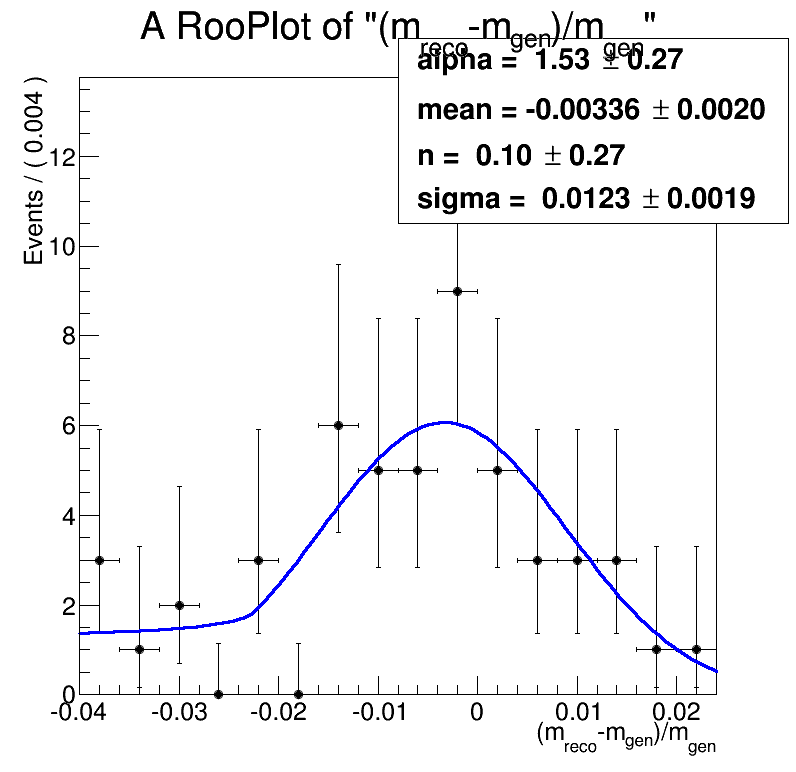 A RooPlot of "(m_reco-m_gen)/m_gen"
alpha = 1.53 ± 0.27
mean = -0.00336 ± 0.0020
n = 0.10 ± 0.27
sigma = 0.0123 ± 0.0019
Events / ( 0.004 )
12
10
8
6
4
2
0
-0.04 -0.03 -0.02 -0.01 0 0.01 0.02
(m_reco-m_gen)/m_gen